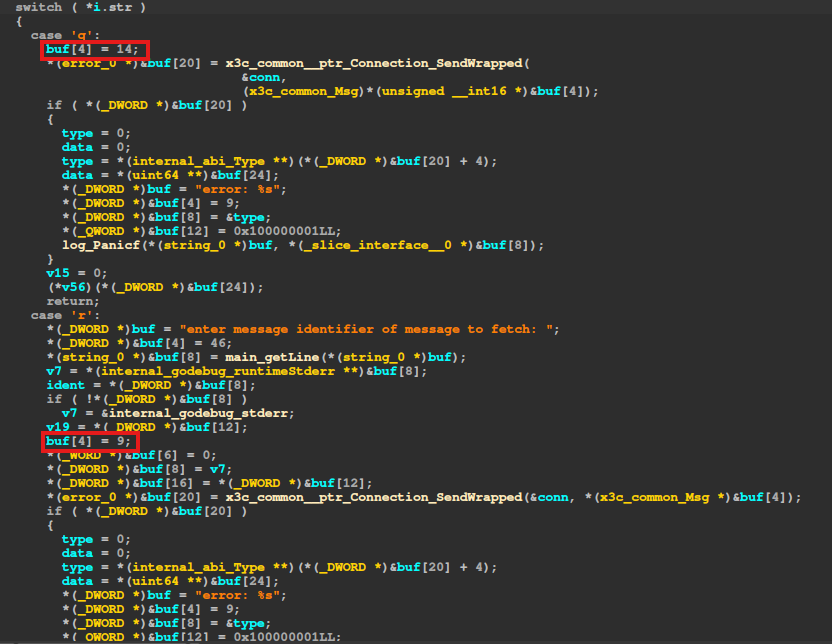 switch ( *i.str )
{
case 'q':
buf[4] = 14;
*(error_0 *)&buf[20] = x3c_common__ptr_Connection_SendWrapped(
&conn,
(x3c_common_Msg)*(unsigned __int16 *)&buf[4]);
if ( *(_DWORD *)&buf[20] )
{
type = 0;
data = 0;
type = *(internal_abi_Type **)(*(_DWORD *)&buf[20] + 4);
data = *(uint64 **)&buf[24];
*(_DWORD *)buf = "error: %s";
*(_DWORD *)&buf[4] = 9;
*(_DWORD *)&buf[8] = &type;
*(_QWORD *)&buf[12] = 0x100000001LL;
log_Panicf(*(string_0 *)buf, *(_slice_interface__0 *)&buf[8]);
}
v15 = 0;
(*v56)(*(_DWORD *)&buf[24]);
return;
case 'r':
*(_DWORD *)buf = "enter message identifier of message to fetch: ";
*(_DWORD *)&buf[4] = 46;
*(string_0 *)&buf[8] = main_getLine(*(string_0 *)buf);
v7 = *(internal_godebug_runtimeStderr **)&buf[8];
ident = *(_DWORD *)&buf[8];
if ( !*(_DWORD *)&buf[8] )
v7 = &internal_godebug_stderr;
v19 = *(_DWORD *)&buf[12];
buf[4] = 9;
*(_WORD *)&buf[6] = 0;
*(_DWORD *)&buf[8] = v7;
*(_DWORD *)&buf[16] = *(_DWORD *)&buf[12];
*(error_0 *)&buf[20] = x3c_common__ptr_Connection_SendWrapped(&conn, *(x3c_common_Msg *)&buf[4]);
if ( *(_DWORD *)&buf[20] )
{
type = 0;
data = 0;
type = *(internal_abi_Type **)(*(_DWORD *)&buf[20] + 4);
data = *(uint64 **)&buf[24];
*(_DWORD *)buf = "error: %s";
*(_DWORD *)&buf[4] = 9;
*(_DWORD *)&buf[8] = &type;
*(_QWORD *)&buf[12] = 0x100000001LL;